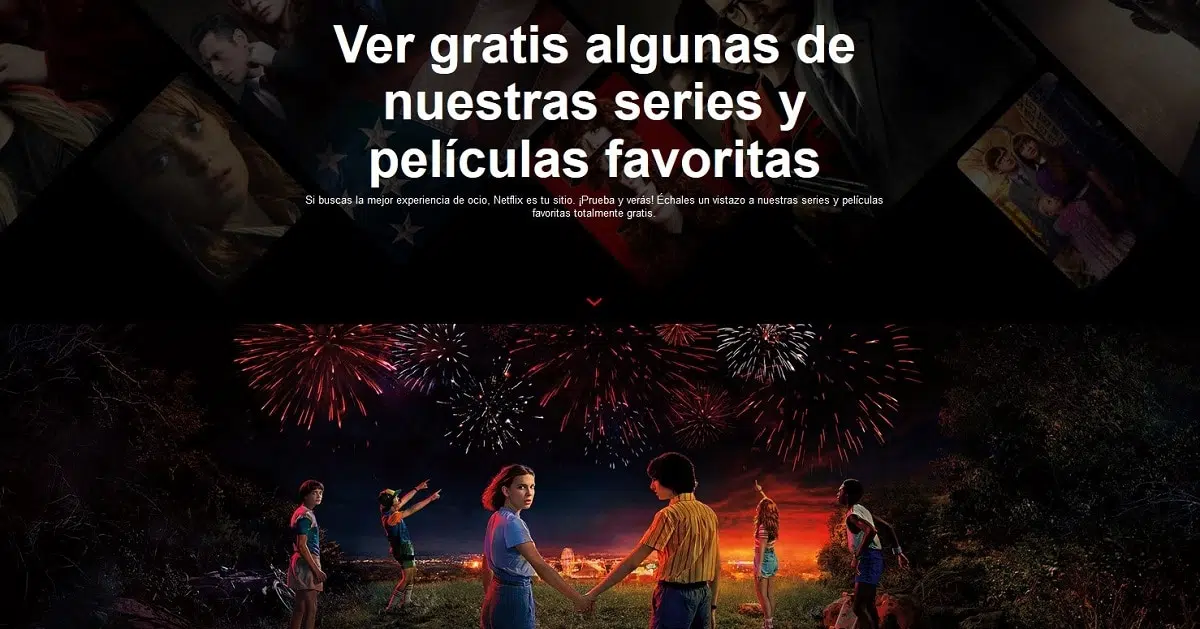 Ver gratis algunas de
nuestras series y
películas favoritas
Si buscas la mejor experiencia de ocio, Netflix es tu sitio. ¡Prueba y verás! Échales un vistazo a nuestras series y películas
favoritas totalmente gratis.